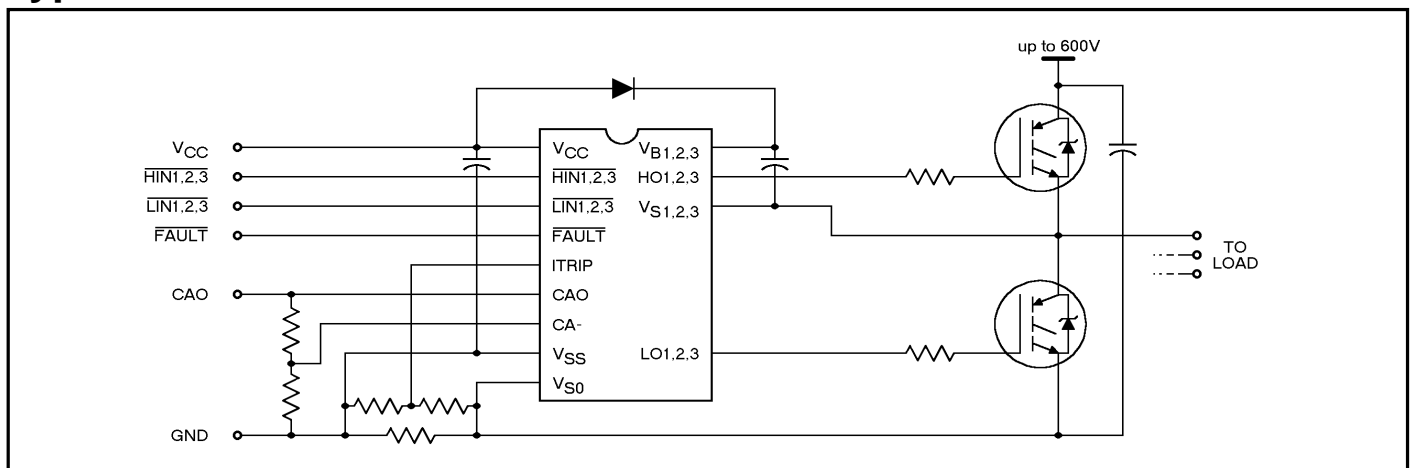 up to 600V
VCC
HIN1,2,3
LIN1,2,3
FAULT
CAO
GND
VCC
HIN1,2,3
LIN1,2,3
FAULT
ITRIP
CAO
CA-
VSS
VS0
VB1,2,3
HO1,2,3
VS1,2,3
LO1,2,3
TO
LOAD